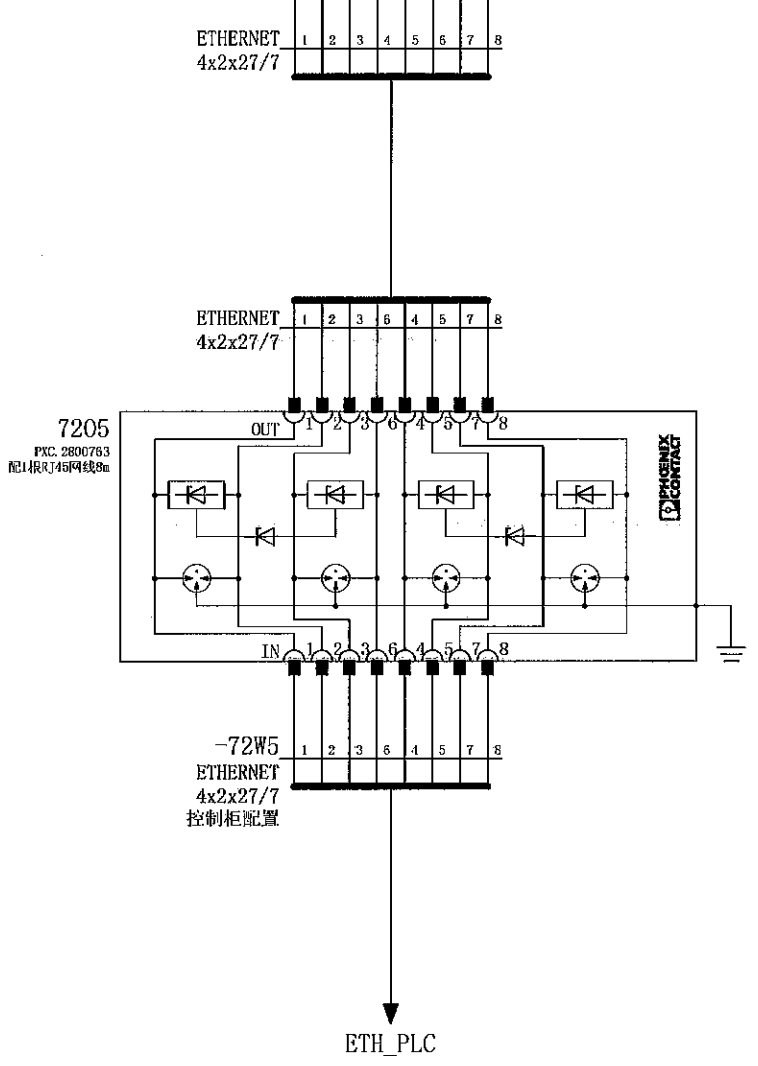 ETHERNET 1 2 3 4 5 6 7 8
4x2x27/7
ETHERNET 1 2 3 6 4 5 7 8
4x2x27/7
7205
PXC.2800763
配1根RJ45网线8m
OUT 1 2 3 6 4 5 7 8
PHŒNIX
CONTACT
IN 1 2 3 6 4 5 7 8
-72W5 1 2 3 6 4 5 7 8
ETHERNET
4x2x27/7
控制柜配置
ETH_PLC